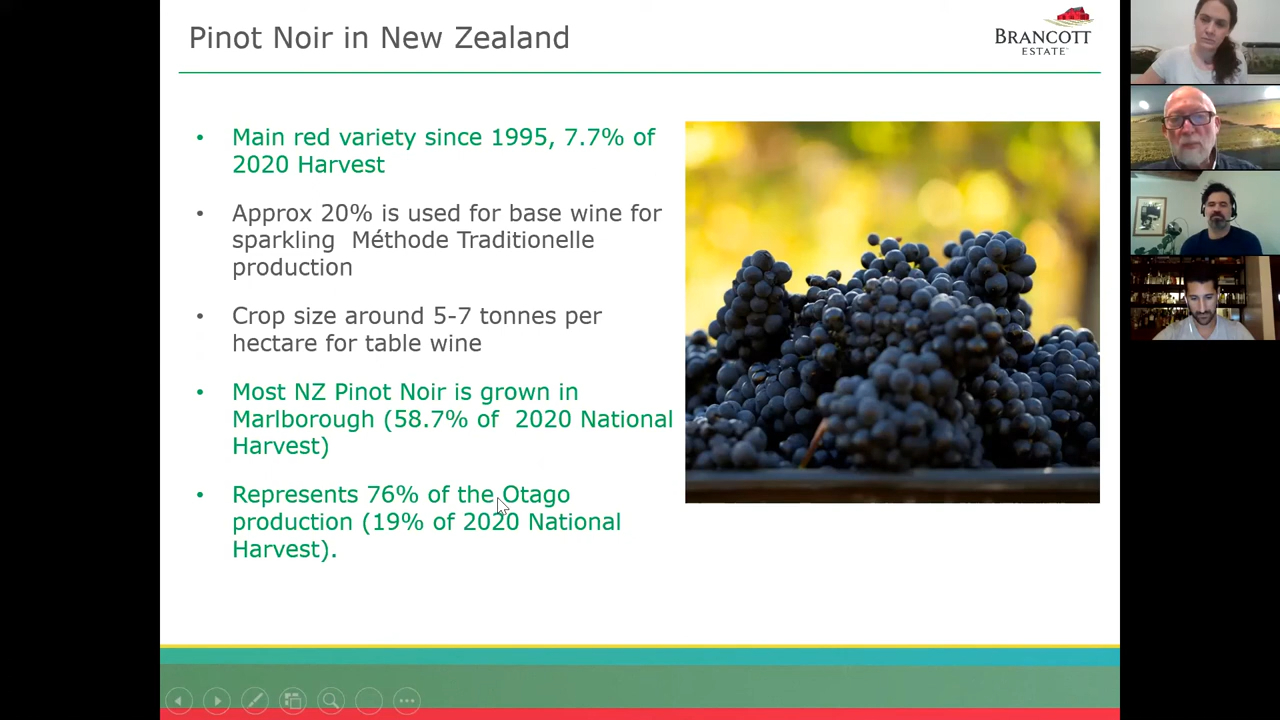 Pinot Noir in New Zealand
BRANCOTT
ESTATE
• Main red variety since 1995, 7.7% of
2020 Harvest
• Approx 20% is used for base wine for
sparkling  Méthode Traditionelle
production
• Crop size around 5-7 tonnes per
hectare for table wine
• Most NZ Pinot Noir is grown in
Marlborough (58.7% of  2020 National
Harvest)
• Represents 76% of the Otago
production (19% of 2020 National
Harvest).